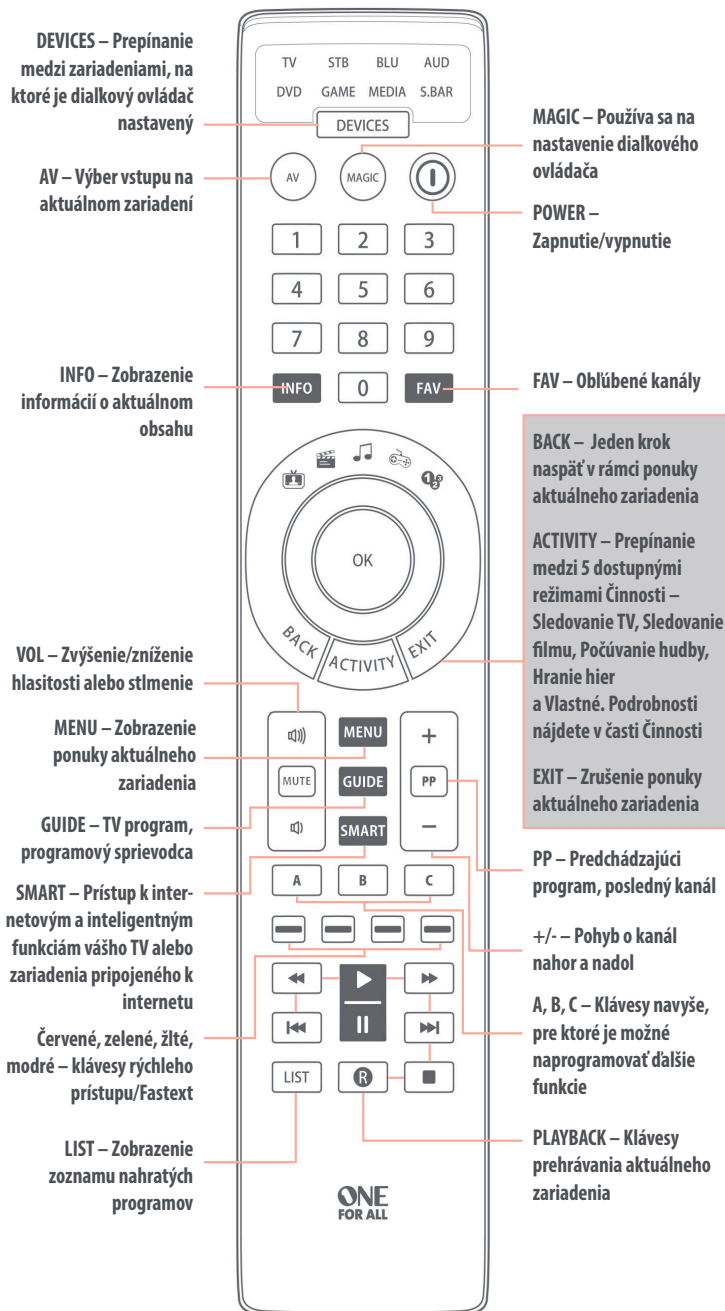 DEVICES – Prepínanie
medzi zariadeniami, na
ktoré je diaľkový ovládač
nastavený
AV – Výber vstupu na
aktuálnom zariadení
INFO – Zobrazenie
informácií o aktuálnom
obsahu
VOL – Zvýšenie/zníženie
hlasitosti alebo stlmenie
MENU – Zobrazenie
ponuky aktuálneho
zariadenia
GUIDE – TV program,
programový sprievodca
SMART – Prístup k inter-
netovým a inteligentným
funkciám vášho TV alebo
zariadenia pripojeného k
internetu
Červené, zelené, žlté,
modré – klávesy rýchleho
prístupu/Fastext
LIST – Zobrazenie
zoznamu nahratých
programov
TV STB BLU AUD
DVD GAME MEDIA S.BAR
DEVICES
AV MAGIC
1 2 3
4 5 6
7 8 9
INFO 0 FAV
1 2 3
OK
BACK ACTIVITY EXIT
MENU +
MUTE GUIDE PP
SMART –
A B C
LIST R
ONE
FOR ALL
MAGIC – Používa sa na
nastavenie diaľkového
ovládača
POWER –
Zapnutie/vypnutie
FAV – Obľúbené kanály
BACK – Jeden krok
naspäť v rámci ponuky
aktuálneho zariadenia
ACTIVITY – Prepínanie
medzi 5 dostupnými
režimami Činnosti –
Sledovanie TV, Sledovanie
filmu, Počúvanie hudby,
Hranie hier
a Vlastné. Podrobnosti
nájdete v časti Činnosti
EXIT – Zrušenie ponuky
aktuálneho zariadenia
PP – Predchádzajúci
program, posledný kanál
+/- – Pohyb o kanál
nahor a nadol
A, B, C – Klávesy navyše,
pre ktoré je možné
naprogramovať ďalšie
funkcie
PLAYBACK – Klávesy
prehrávania aktuálneho
zariadenia